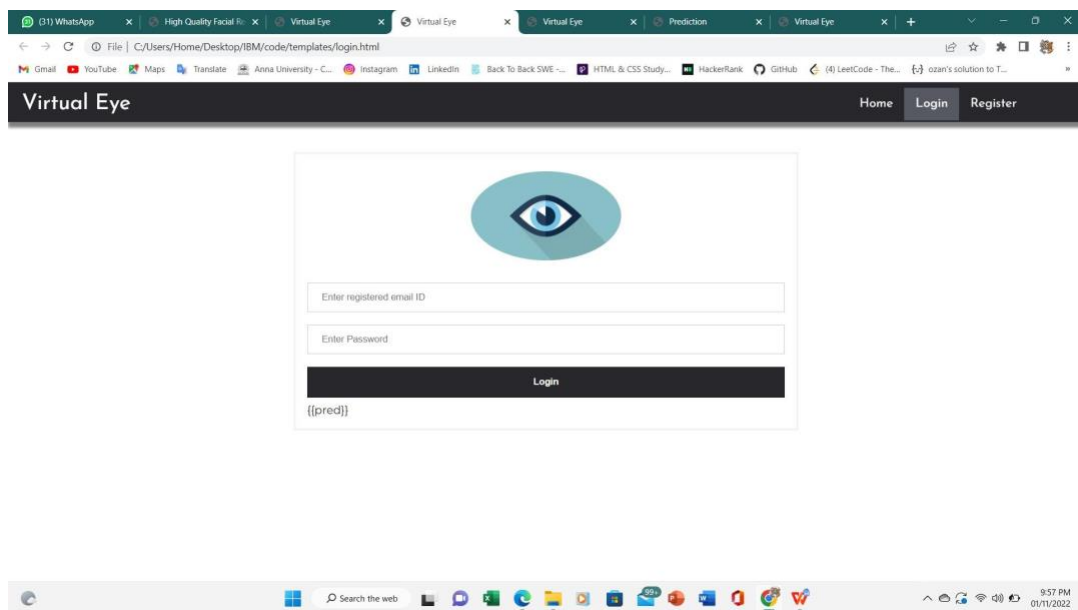 (31) WhatsApp
High Quality Facial Re
Virtual Eye
Virtual Eye
Virtual Eye
Prediction
Virtual Eye
File | C:/Users/Home/Desktop/IBM/code/templates/login.html
Gmail
YouTube
Maps
Translate
Anna University - C...
Instagram
LinkedIn
Back To Back SWE -...
HTML & CSS Study...
HackerRank
GitHub
(4) LeetCode - The...
ozan's solution to T...
Virtual Eye
Home
Login
Register
Enter registered email ID
Enter Password
Login
{{pred}}
Search the web
99+
9:57 PM
01/11/2022